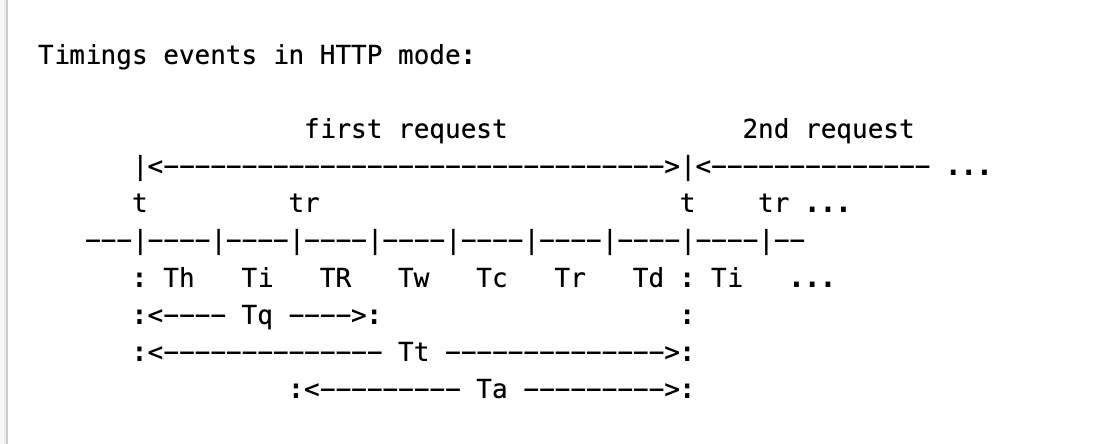 Timings events in HTTP mode:
                 first request               2nd request
      |<-------------------------------->|<-------------- ...
      t         tr                       t    tr ...
   ---|----|----|----|----|----|----|----|----|--
      : Th   Ti   TR   Tw   Tc   Tr   Td : Ti   ...
      :<---- Tq ---->:                   :
      :<-------------- Tt -------------->:
                :<--------- Ta --------->: